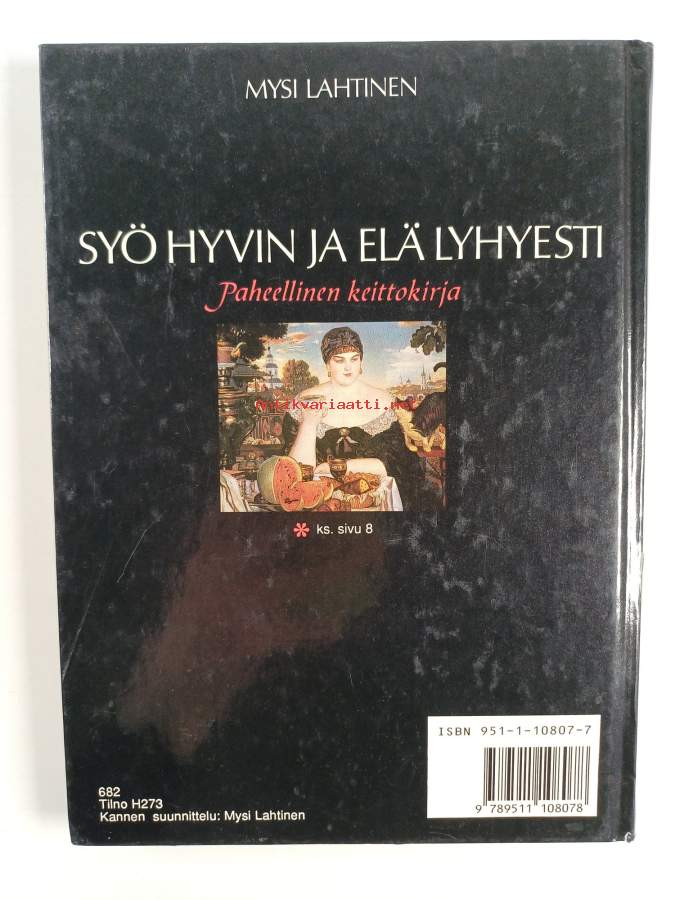 MYSI LAHTINEN
SYÖ HYVIN JA ELÄ LYHYESTI
Paheellinen keittokirja
antikvariaatti.net
* ks. sivu 8
ISBN 951-1-10807-7
9 789511 108078
682
Tilno H273
Kannen suunnittelu: Mysi Lahtinen